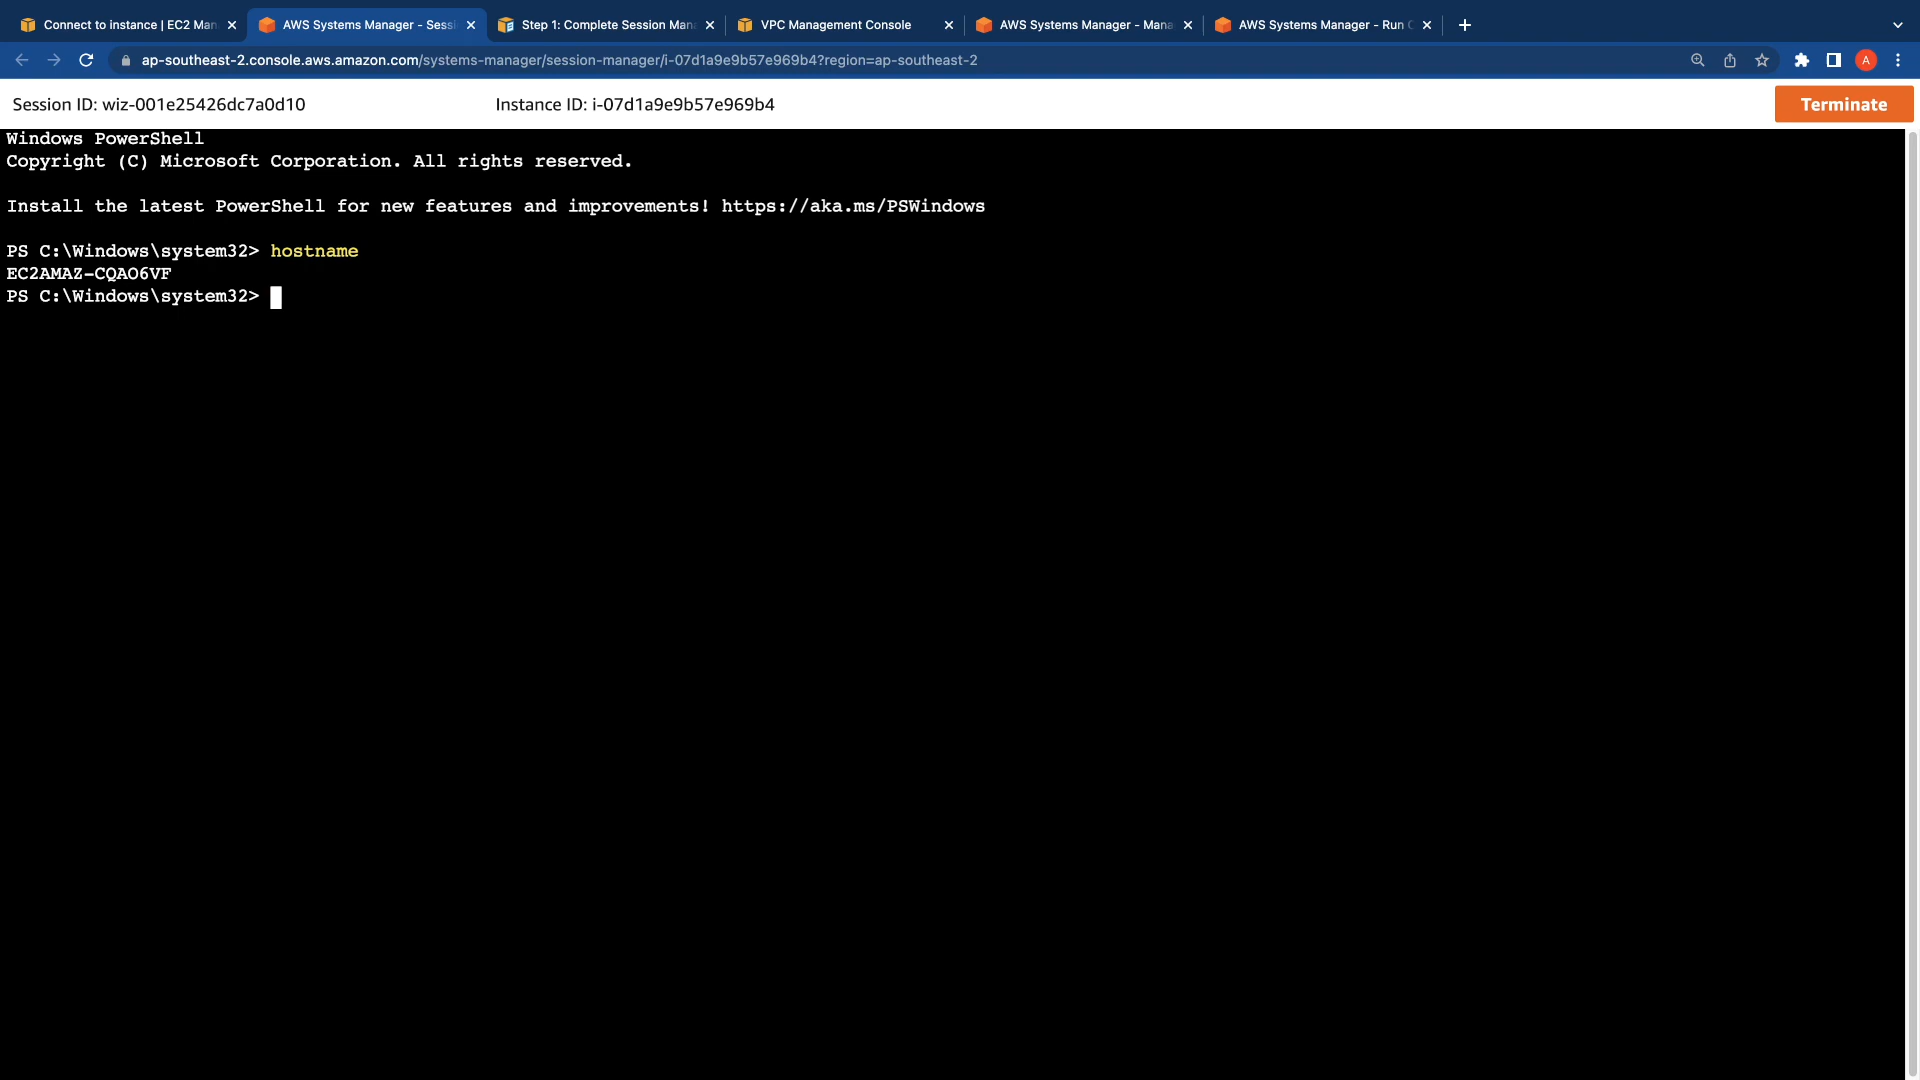 Connect to instance | EC2 Man
AWS Systems Manager - Sessi
Step 1: Complete Session Mana
VPC Management Console
AWS Systems Manager - Mana
AWS Systems Manager - Run C
ap-southeast-2.console.aws.amazon.com/systems-manager/session-manager/i-07d1a9e9b57e969b4?region=ap-southeast-2
A
Session ID: wiz-001e25426dc7a0d10
Instance ID: i-07d1a9e9b57e969b4
Terminate
Windows PowerShell
Copyright (C) Microsoft Corporation. All rights reserved.
Install the latest PowerShell for new features and improvements! https://aka.ms/PSWindows
PS C:\Windows\system32> hostname
EC2AMAZ-CQAO6VF
PS C:\Windows\system32>